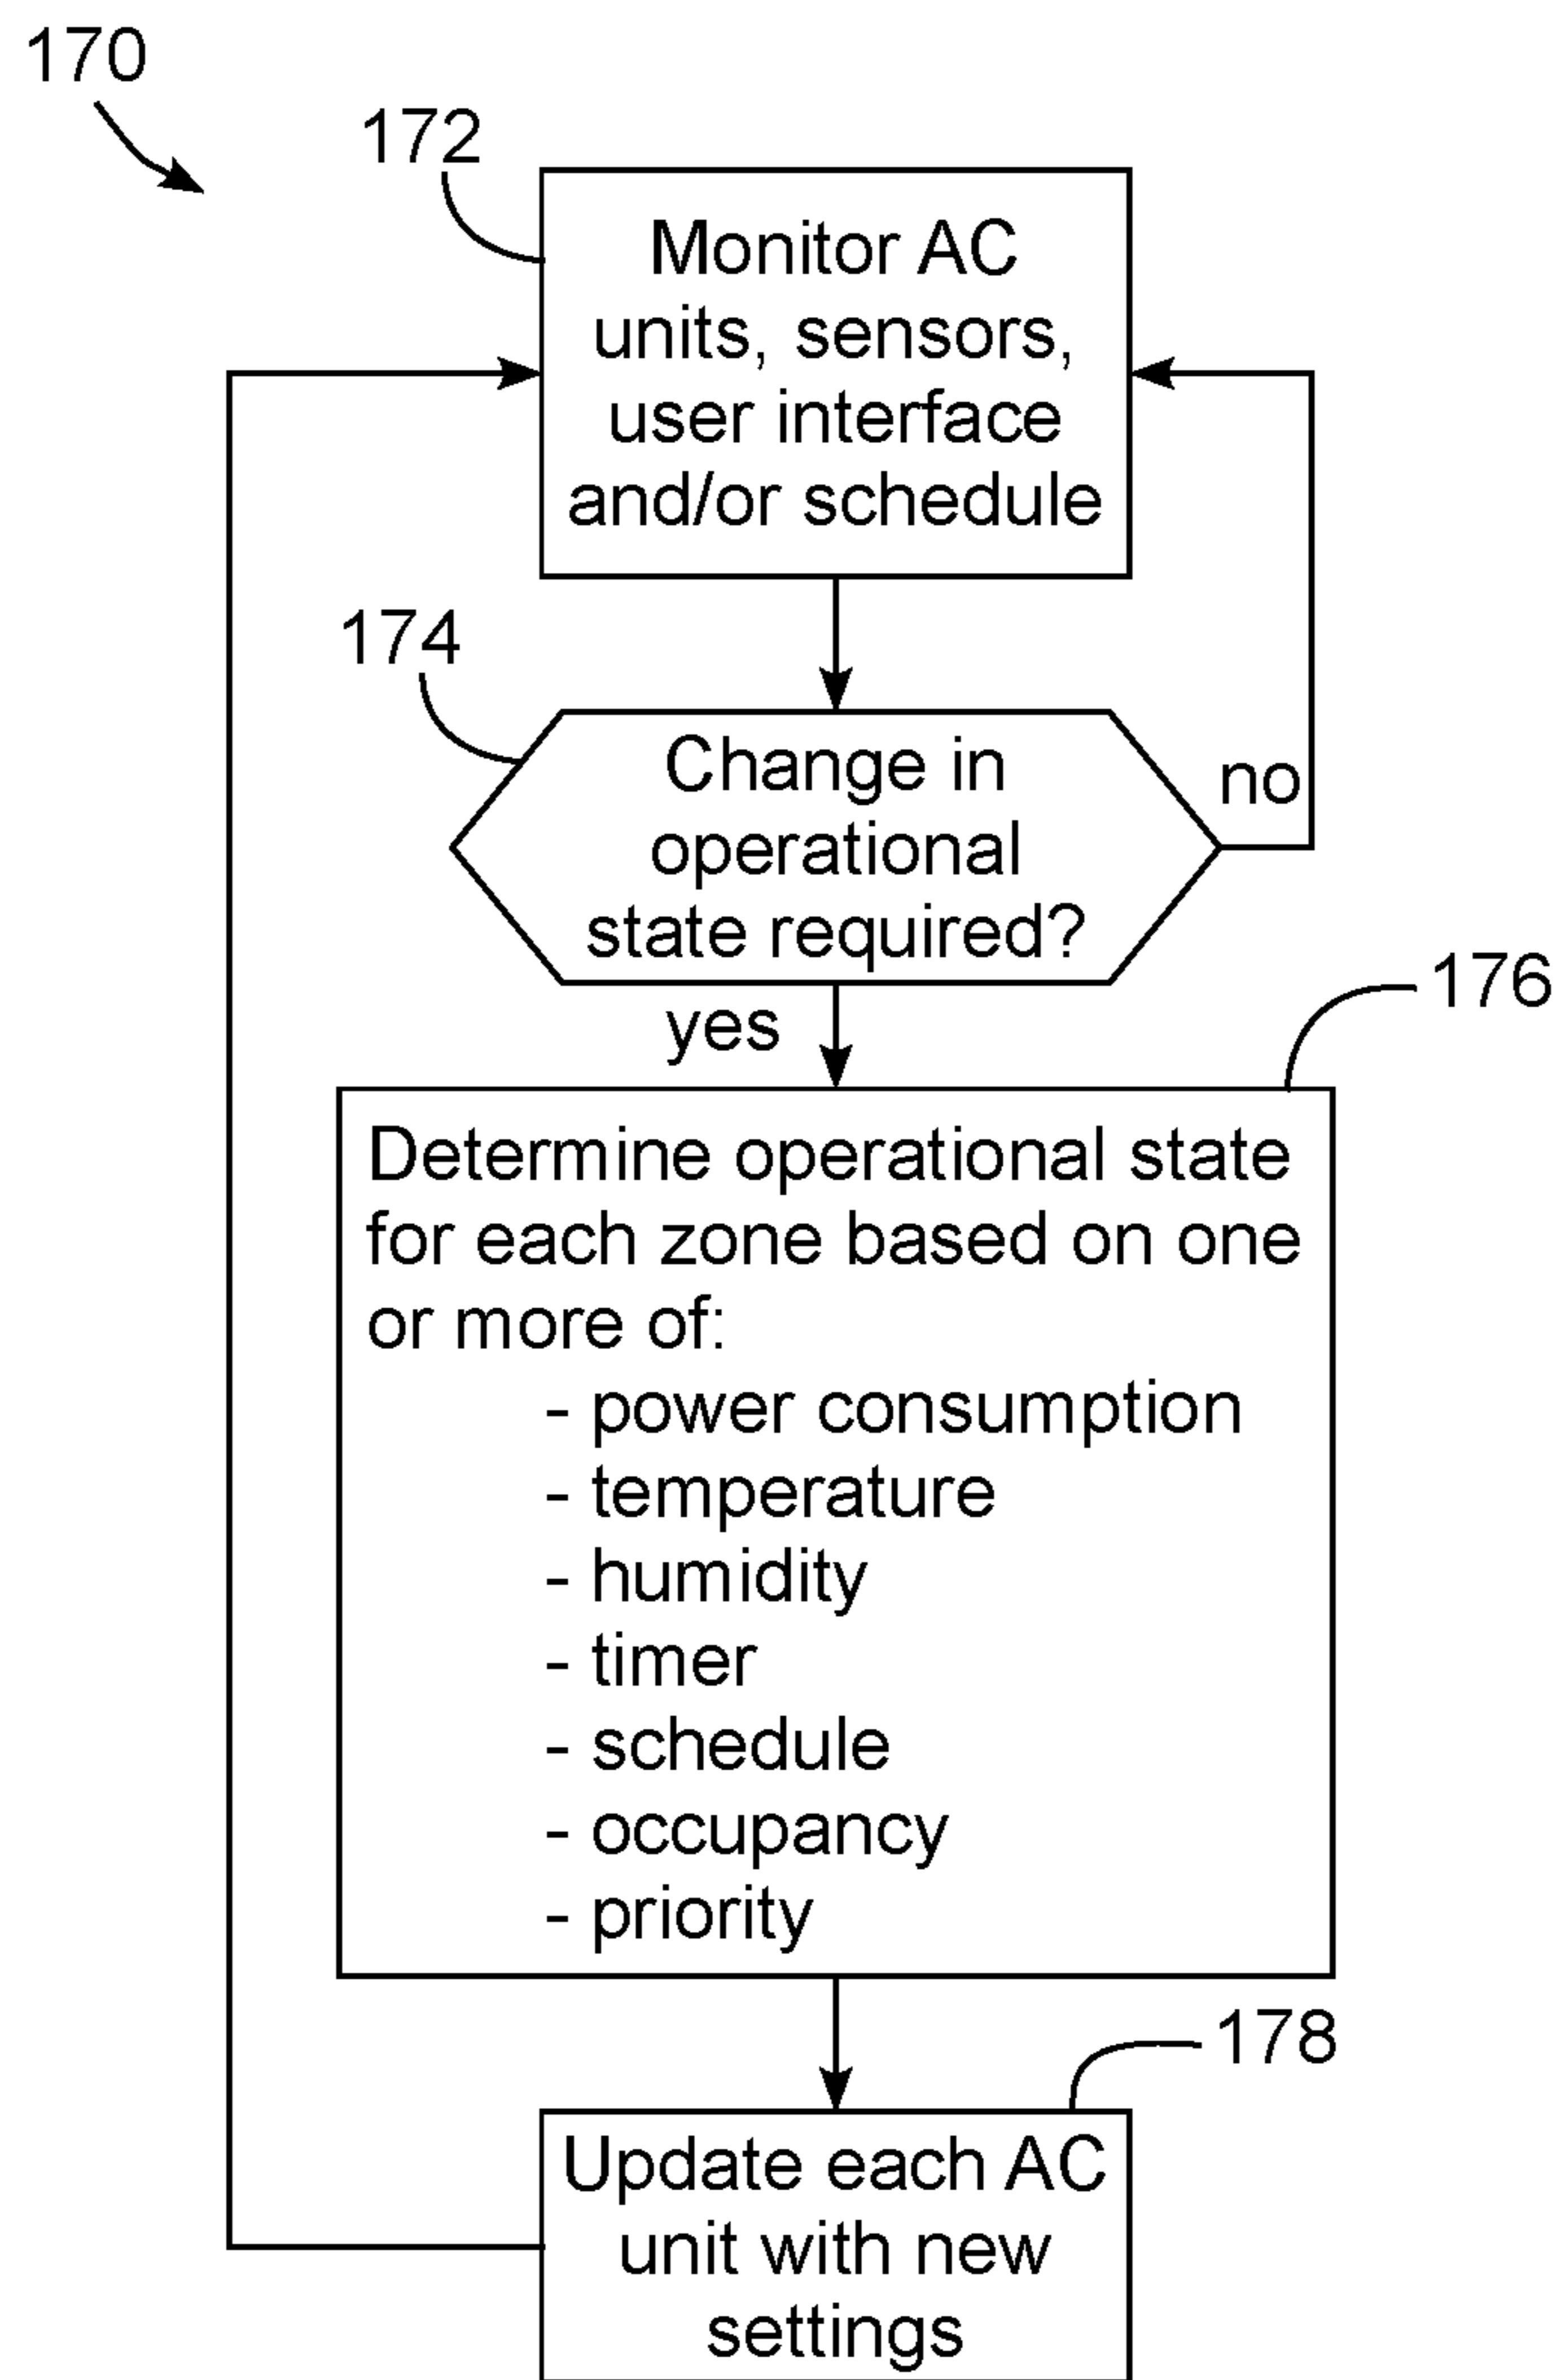 170
172
Monitor AC
units, sensors,
user interface
and/or schedule
174
Change in
operational
state required?
no
yes
176
Determine operational state
for each zone based on one
or more of:
- power consumption
- temperature
- humidity
- timer
- schedule
- occupancy
- priority
178
Update each AC
unit with new
settings